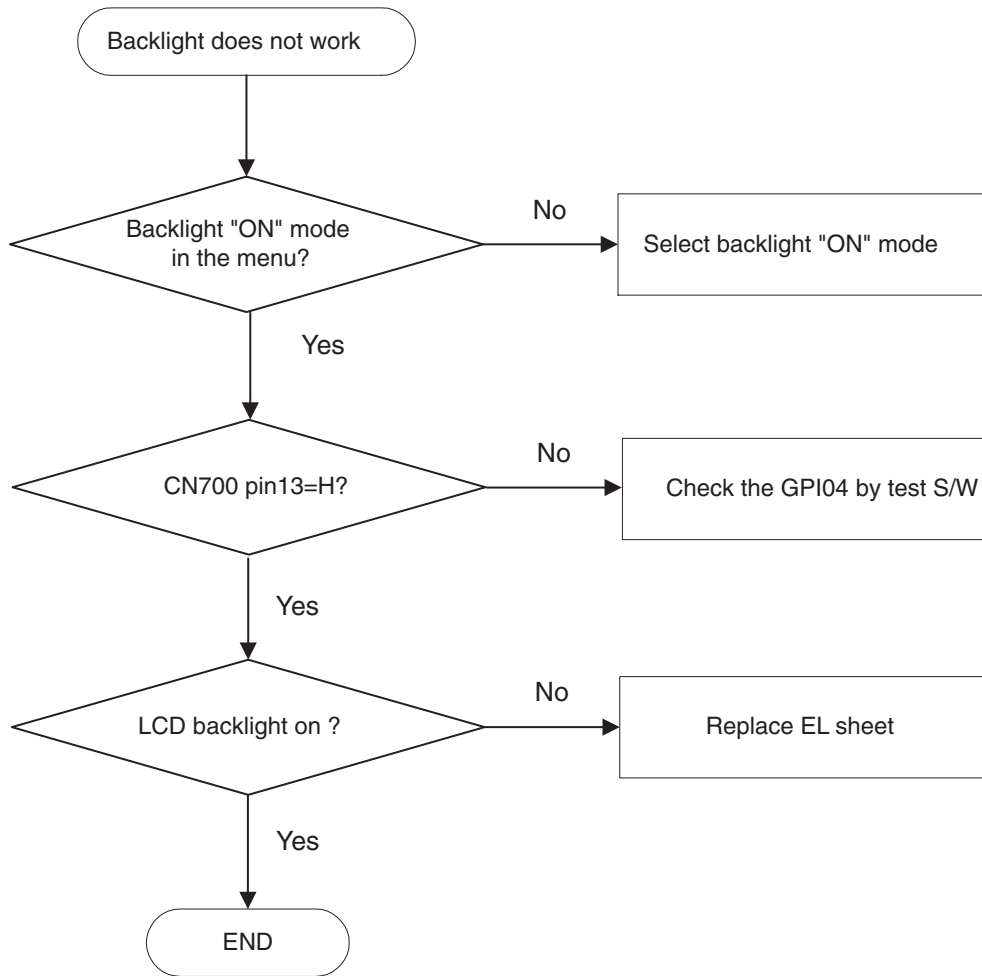 Backlight does not work
Backlight "ON" mode
in the menu?
No
Select backlight "ON" mode
Yes
CN700 pin13=H?
No
Check the GPI04 by test S/W
Yes
LCD backlight on ?
No
Replace EL sheet
Yes
END